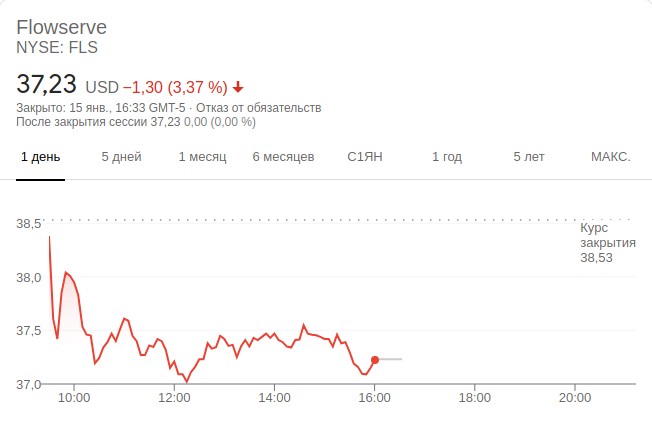 Flowserve
NYSE: FLS
37,23 USD −1,30 (3,37 %)
Закрыто: 15 янв., 16:33 GMT-5 · Отказ от обязательств
После закрытия сессии 37,23 0,00 (0,00 %)
1 день 5 дней 1 месяц 6 месяцев С1ЯН 1 год 5 лет МАКС.
38,5
Курс
закрытия
38,53
38,0
37,5
37,0
10:00 12:00 14:00 16:00 18:00 20:00